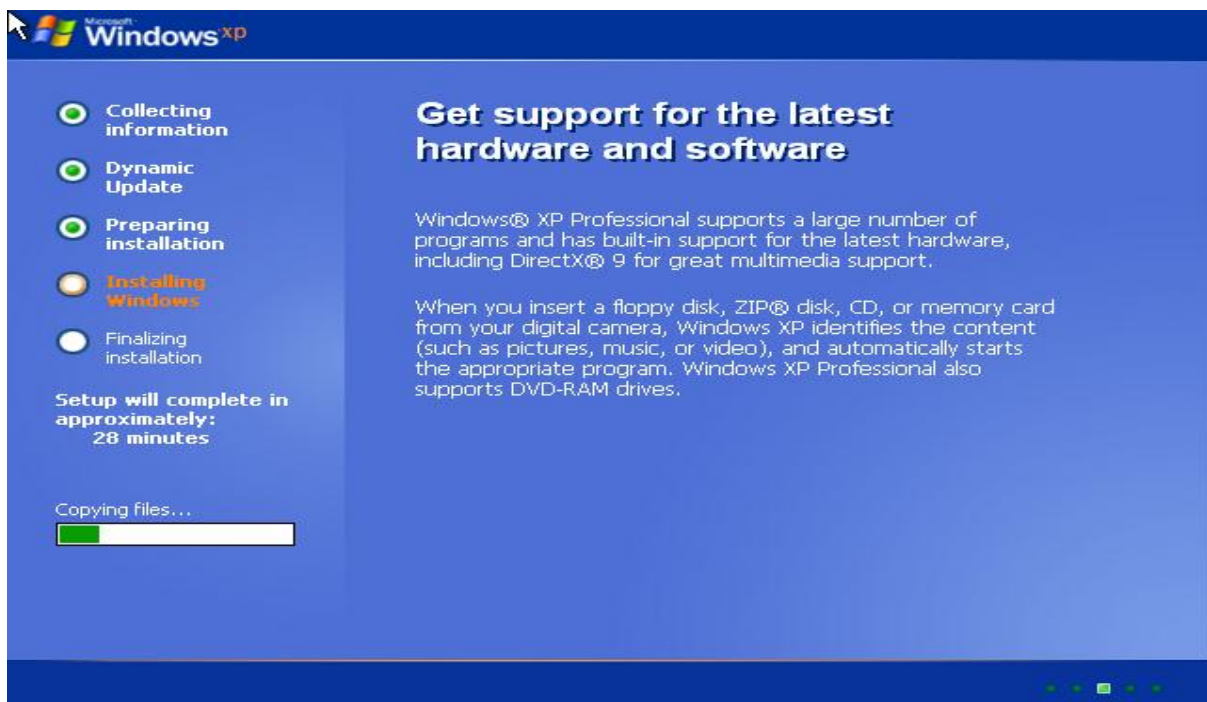 Microsoft
Windows xp
Collecting
information
Dynamic
Update
Preparing
installation
Installing
Windows
Finalizing
installation
Setup will complete in
approximately:
28 minutes
Copying files...
Get support for the latest
hardware and software
Windows® XP Professional supports a large number of
programs and has built-in support for the latest hardware,
including DirectX® 9 for great multimedia support.
When you insert a floppy disk, ZIP® disk, CD, or memory card
from your digital camera, Windows XP identifies the content
(such as pictures, music, or video), and automatically starts
the appropriate program. Windows XP Professional also
supports DVD-RAM drives.